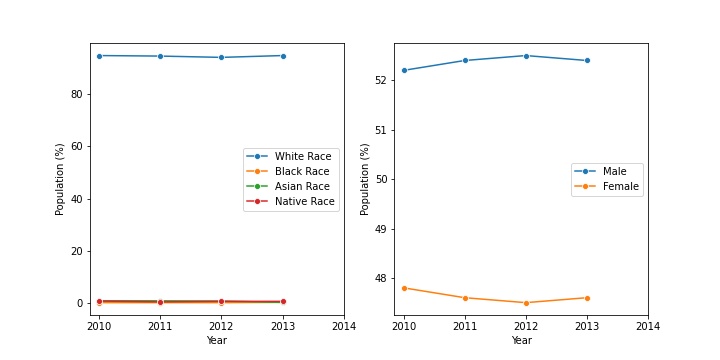 Population (%)
80
60
40
20
0
2010 2011 2012 2013 2014
Year
White Race
Black Race
Asian Race
Native Race
Population (%)
52
51
50
49
48
2010 2011 2012 2013 2014
Year
Male
Female